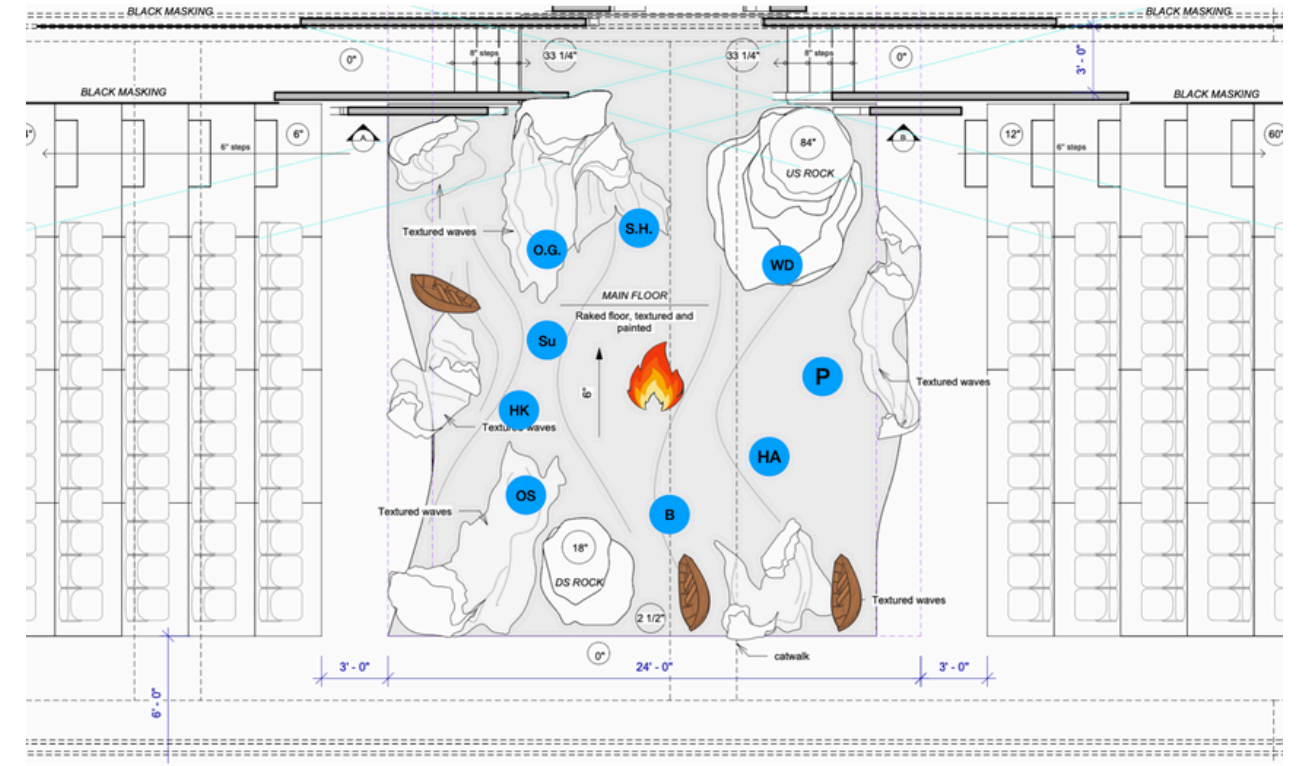 BLACK MASKING
BLACK MASKING
0"
8" steps
33 1/4"
33 1/4"
8" steps
0"
3' - 0"
BLACK MASKING
BLACK MASKING
6"
6" steps
A
84"
US ROCK
B
12"
6" steps
60"
Textured waves
O.G.
S.H.
WD
MAIN FLOOR
Raked floor, textured and
painted
Su
6"
P
Textured waves
HK
Textured waves
HA
OS
Textured waves
B
18"
DS ROCK
2 1/2"
Textured waves
0"
catwalk
3' - 0"
24' - 0"
3' - 0"
6' - 0"